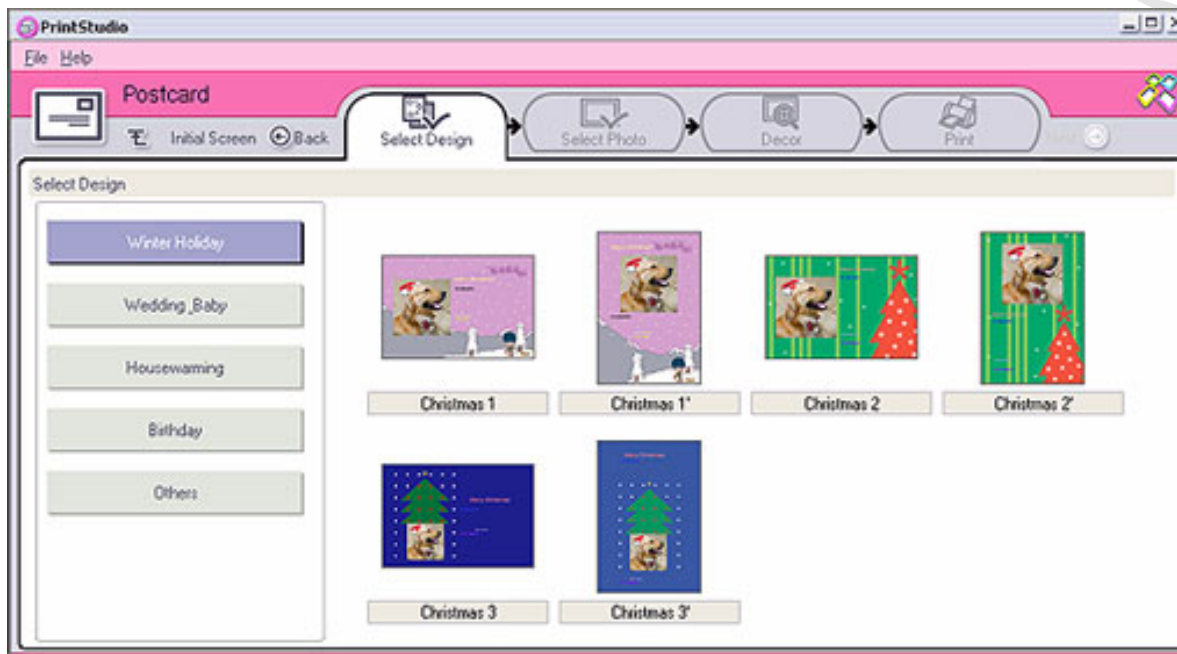 PrintStudio
File Help
Postcard
Initial Screen Back
Select Design
Select Photo
Decor
Print
Select Design
Winter Holiday
Wedding_Baby
Housewarming
Birthday
Others
Christmas 1
Christmas 1'
Christmas 2
Christmas 2'
Christmas 3
Christmas 3'